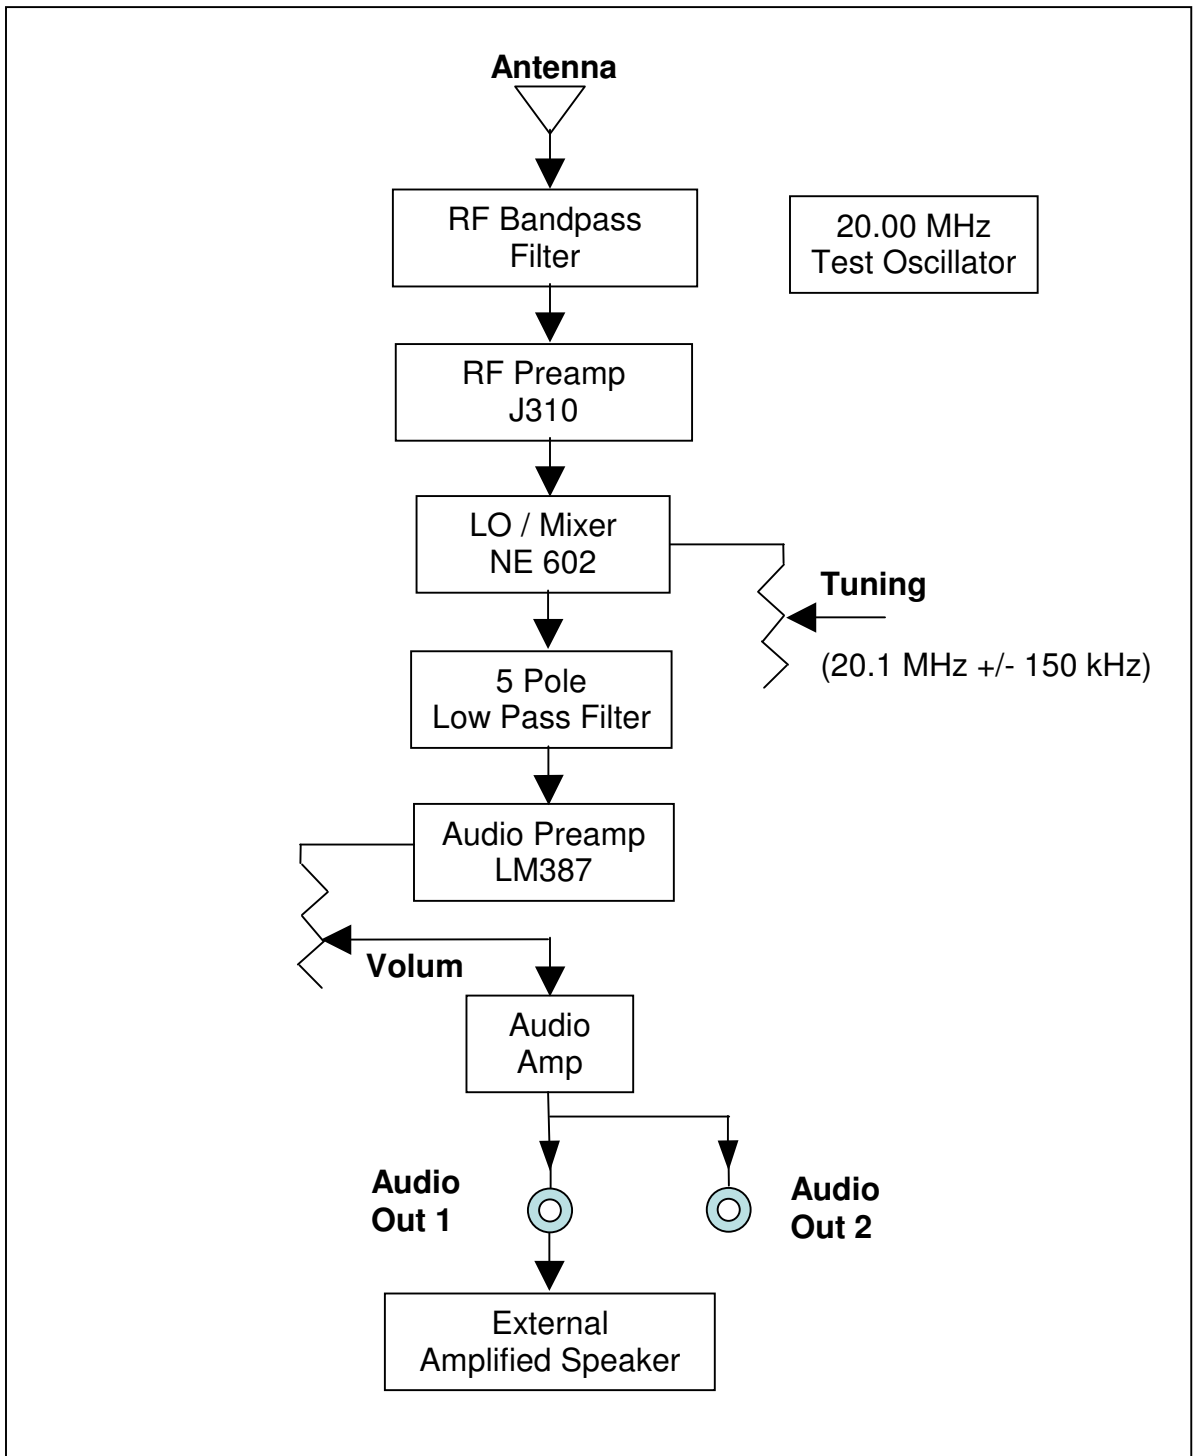 Antenna
RF Bandpass
Filter
20.00 MHz
Test Oscillator
RF Preamp
J310
LO / Mixer
NE 602
Tuning
(20.1 MHz +/- 150 kHz)
5 Pole
Low Pass Filter
Audio Preamp
LM387
Volum
Audio
Amp
Audio
Out 1
Audio
Out 2
External
Amplified Speaker